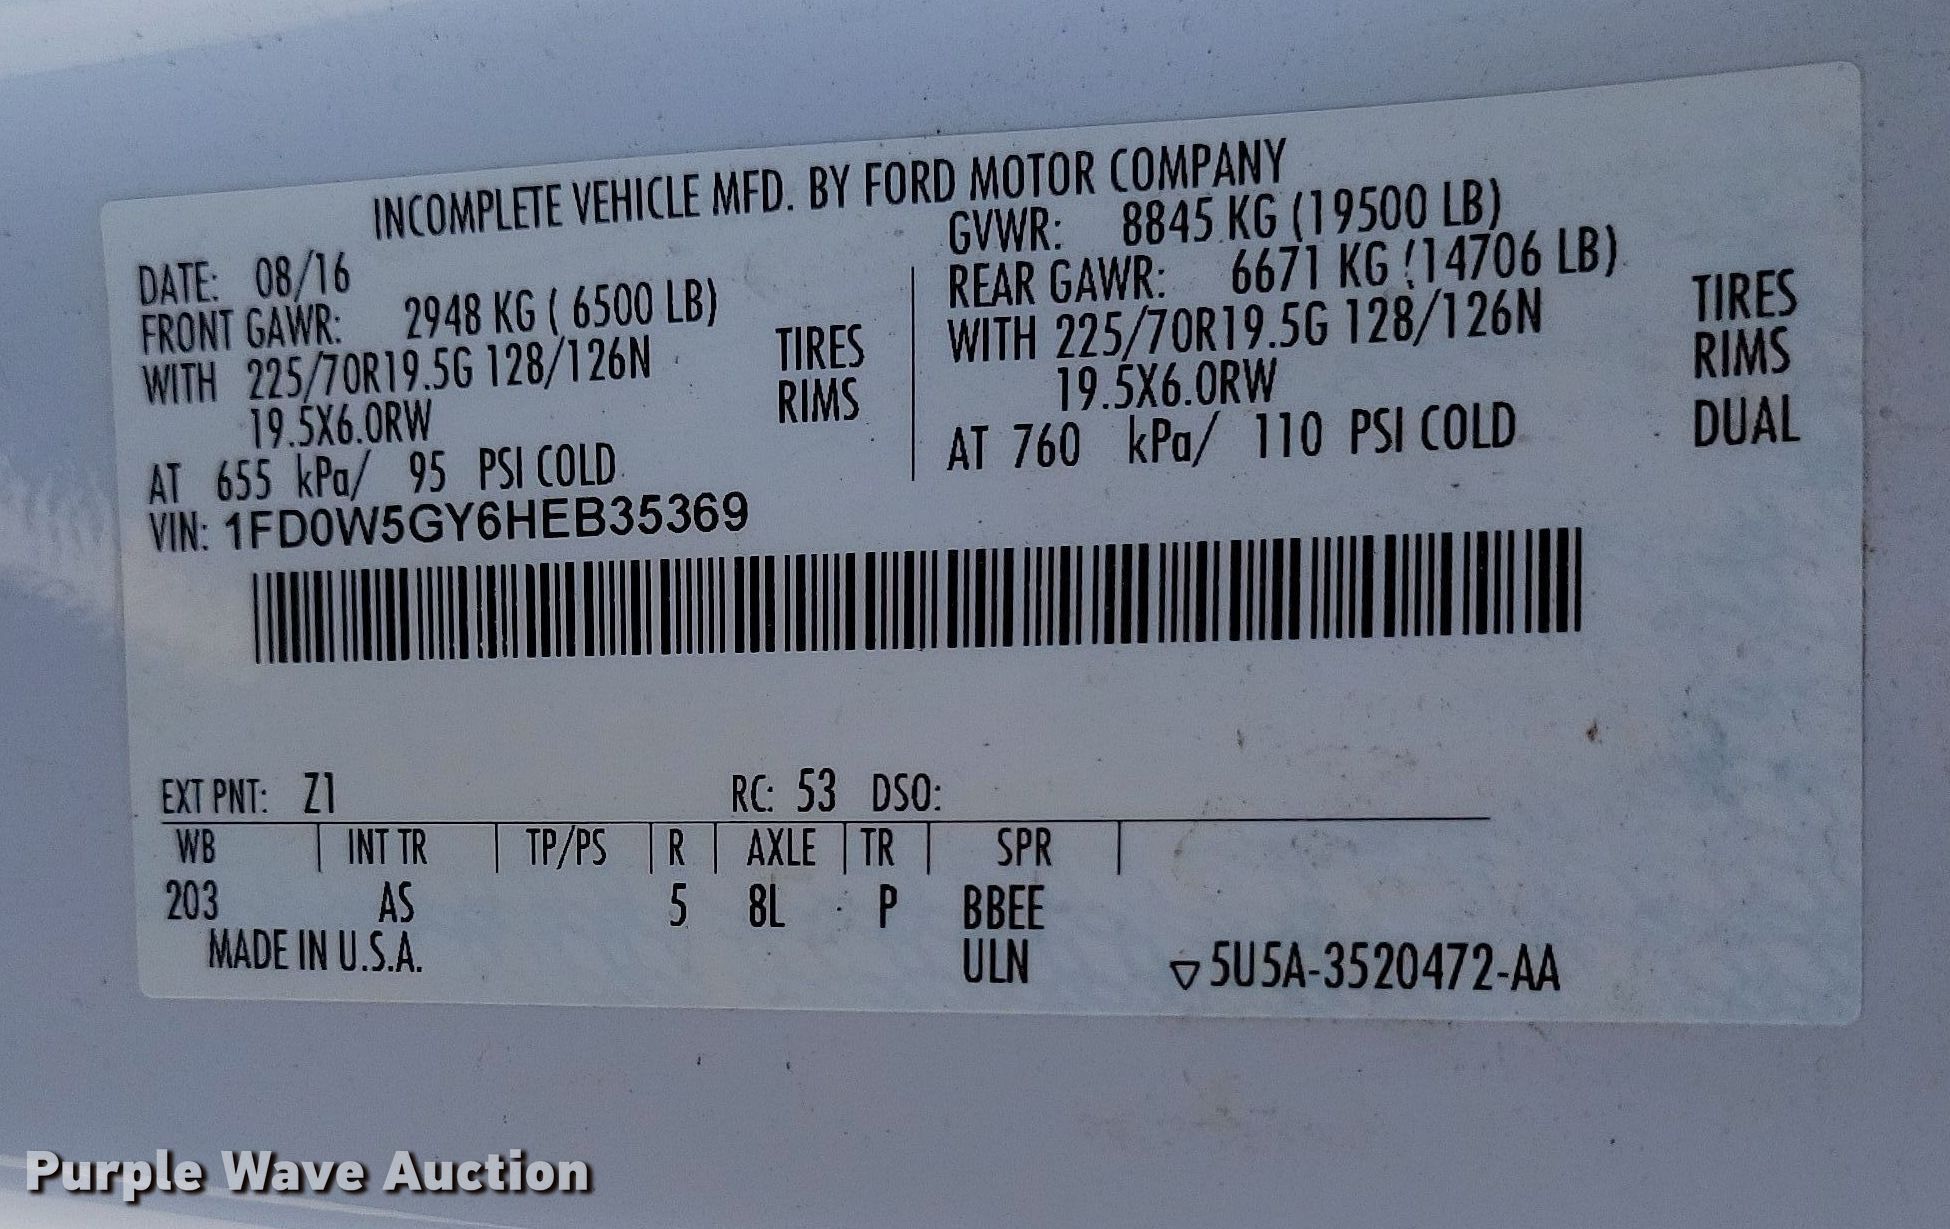 INCOMPLETE VEHICLE MFD. BY FORD MOTOR COMPANY
DATE: 08/16
FRONT GAWR: 2948 KG ( 6500 LB)
WITH 225/70R19.5G 128/126N TIRES
19.5X6.0RW RIMS
AT 655 kPa/ 95 PSI COLD
GVWR: 8845 KG (19500 LB)
REAR GAWR: 6671 KG (14706 LB)
WITH 225/70R19.5G 128/126N TIRES
19.5X6.0RW RIMS
AT 760 kPa/ 110 PSI COLD DUAL
VIN: 1FD0W5GY6HEB35369
EXT PNT: Z1 RC: 53 DSO:
WB INT TR TP/PS R AXLE TR SPR
203 AS 5 8L P BBEE
MADE IN U.S.A. ULN ▽5U5A-3520472-AA
Purple Wave Auction